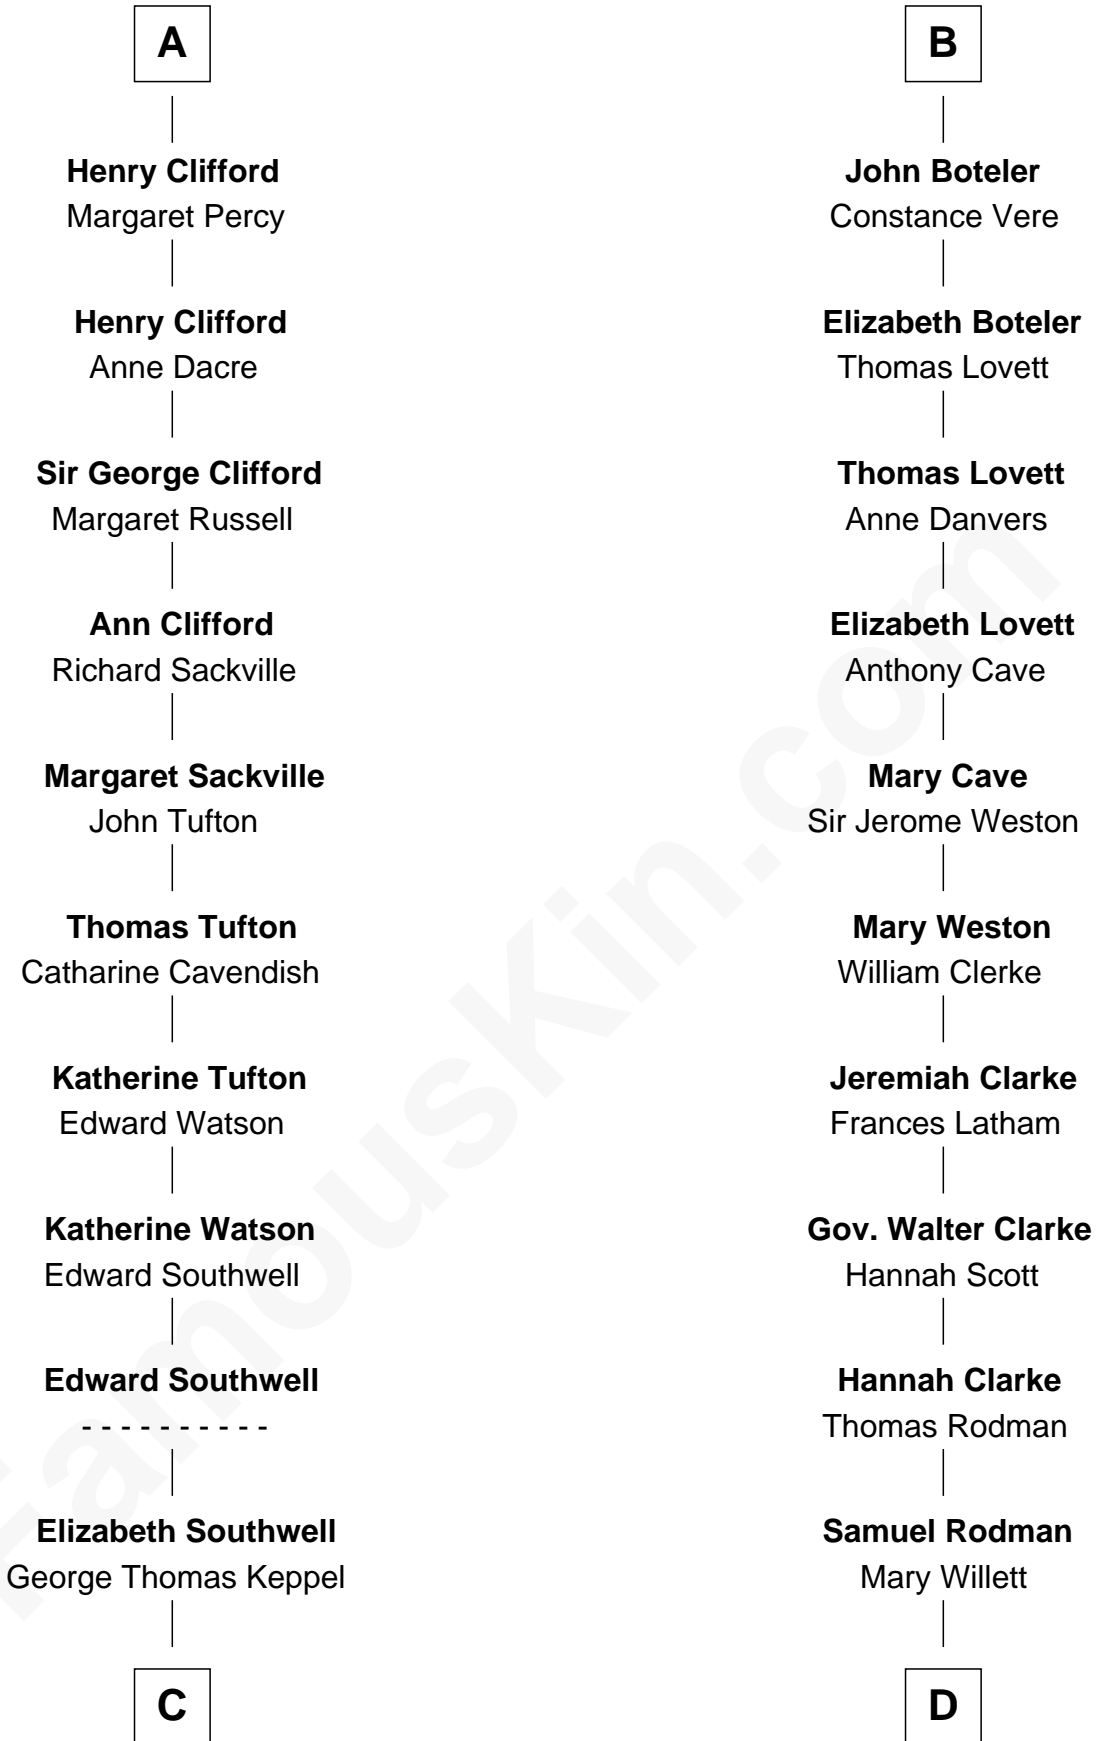 A
Henry Clifford
Margaret Percy
Henry Clifford
Anne Dacre
Sir George Clifford
Margaret Russell
Ann Clifford
Richard Sackville
Margaret Sackville
John Tufton
Thomas Tufton
Catharine Cavendish
Katherine Tufton
Edward Watson
Katherine Watson
Edward Southwell
Edward Southwell
- - - - - - - - - -
Elizabeth Southwell
George Thomas Keppel
C
B
John Boteler
Constance Vere
Elizabeth Boteler
Thomas Lovett
Thomas Lovett
Anne Danvers
Elizabeth Lovett
Anthony Cave
Mary Cave
Sir Jerome Weston
Mary Weston
William Clerke
Jeremiah Clarke
Frances Latham
Gov. Walter Clarke
Hannah Scott
Hannah Clarke
Thomas Rodman
Samuel Rodman
Mary Willett
D
FamousKin.com